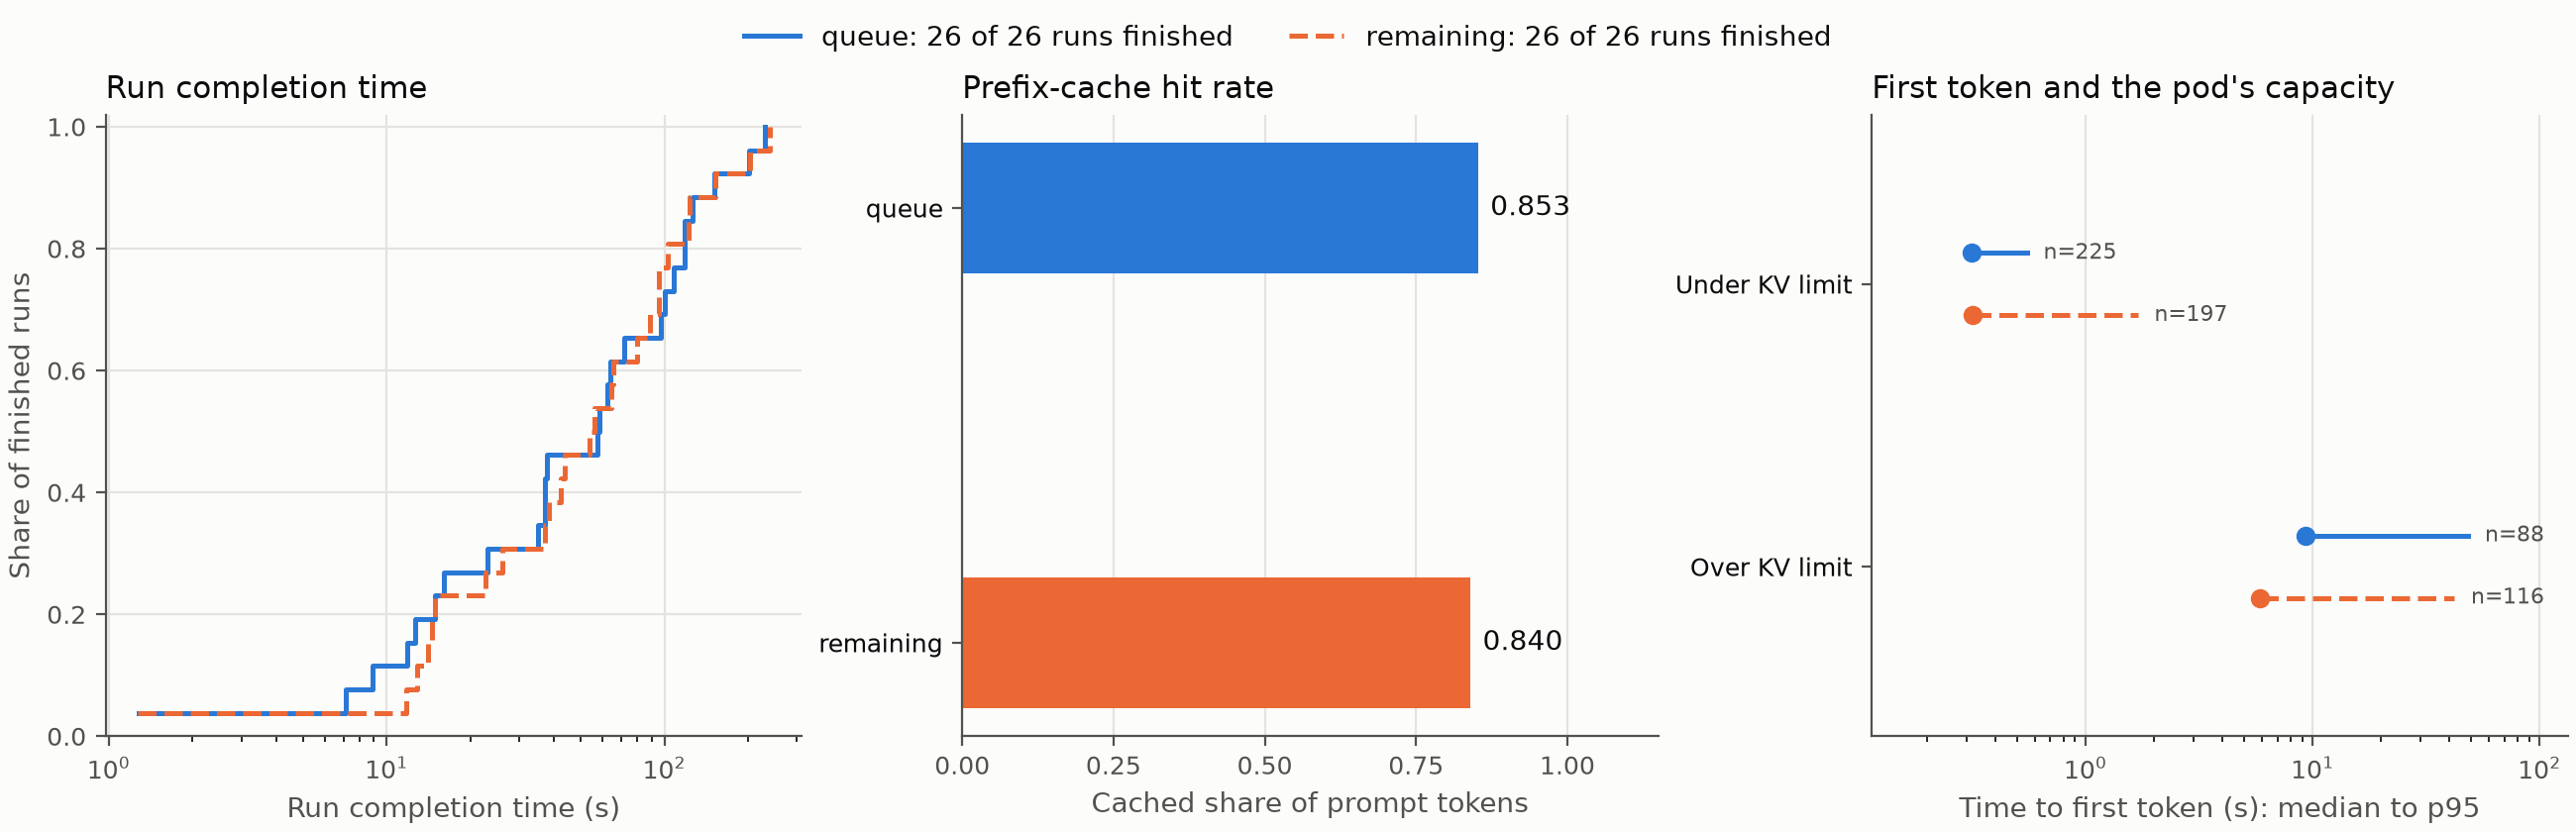 queue: 26 of 26 runs finished
remaining: 26 of 26 runs finished
Run completion time
Share of finished runs
1.0
0.8
0.6
0.4
0.2
0.0
10⁰
10¹
10²
Run completion time (s)
Prefix-cache hit rate
queue
0.853
remaining
0.840
0.00
0.25
0.50
0.75
1.00
Cached share of prompt tokens
First token and the pod's capacity
Under KV limit
n=225
n=197
Over KV limit
n=88
n=116
10⁰
10¹
10²
Time to first token (s): median to p95